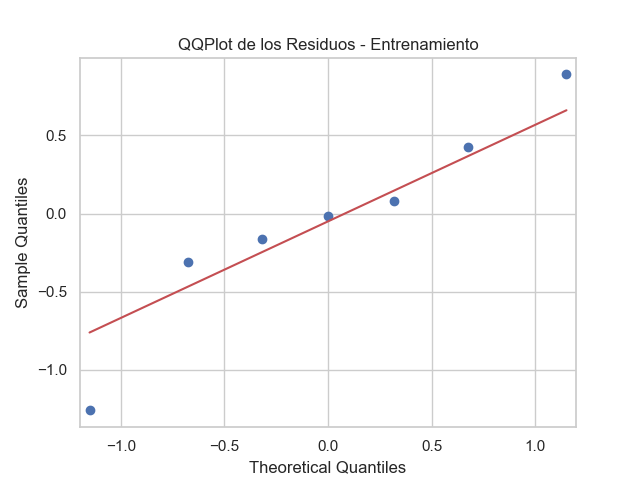 QQPlot de los Residuos - Entrenamiento
Sample Quantiles
0.5
0.0
−0.5
−1.0
−1.0 −0.5 0.0 0.5 1.0
Theoretical Quantiles